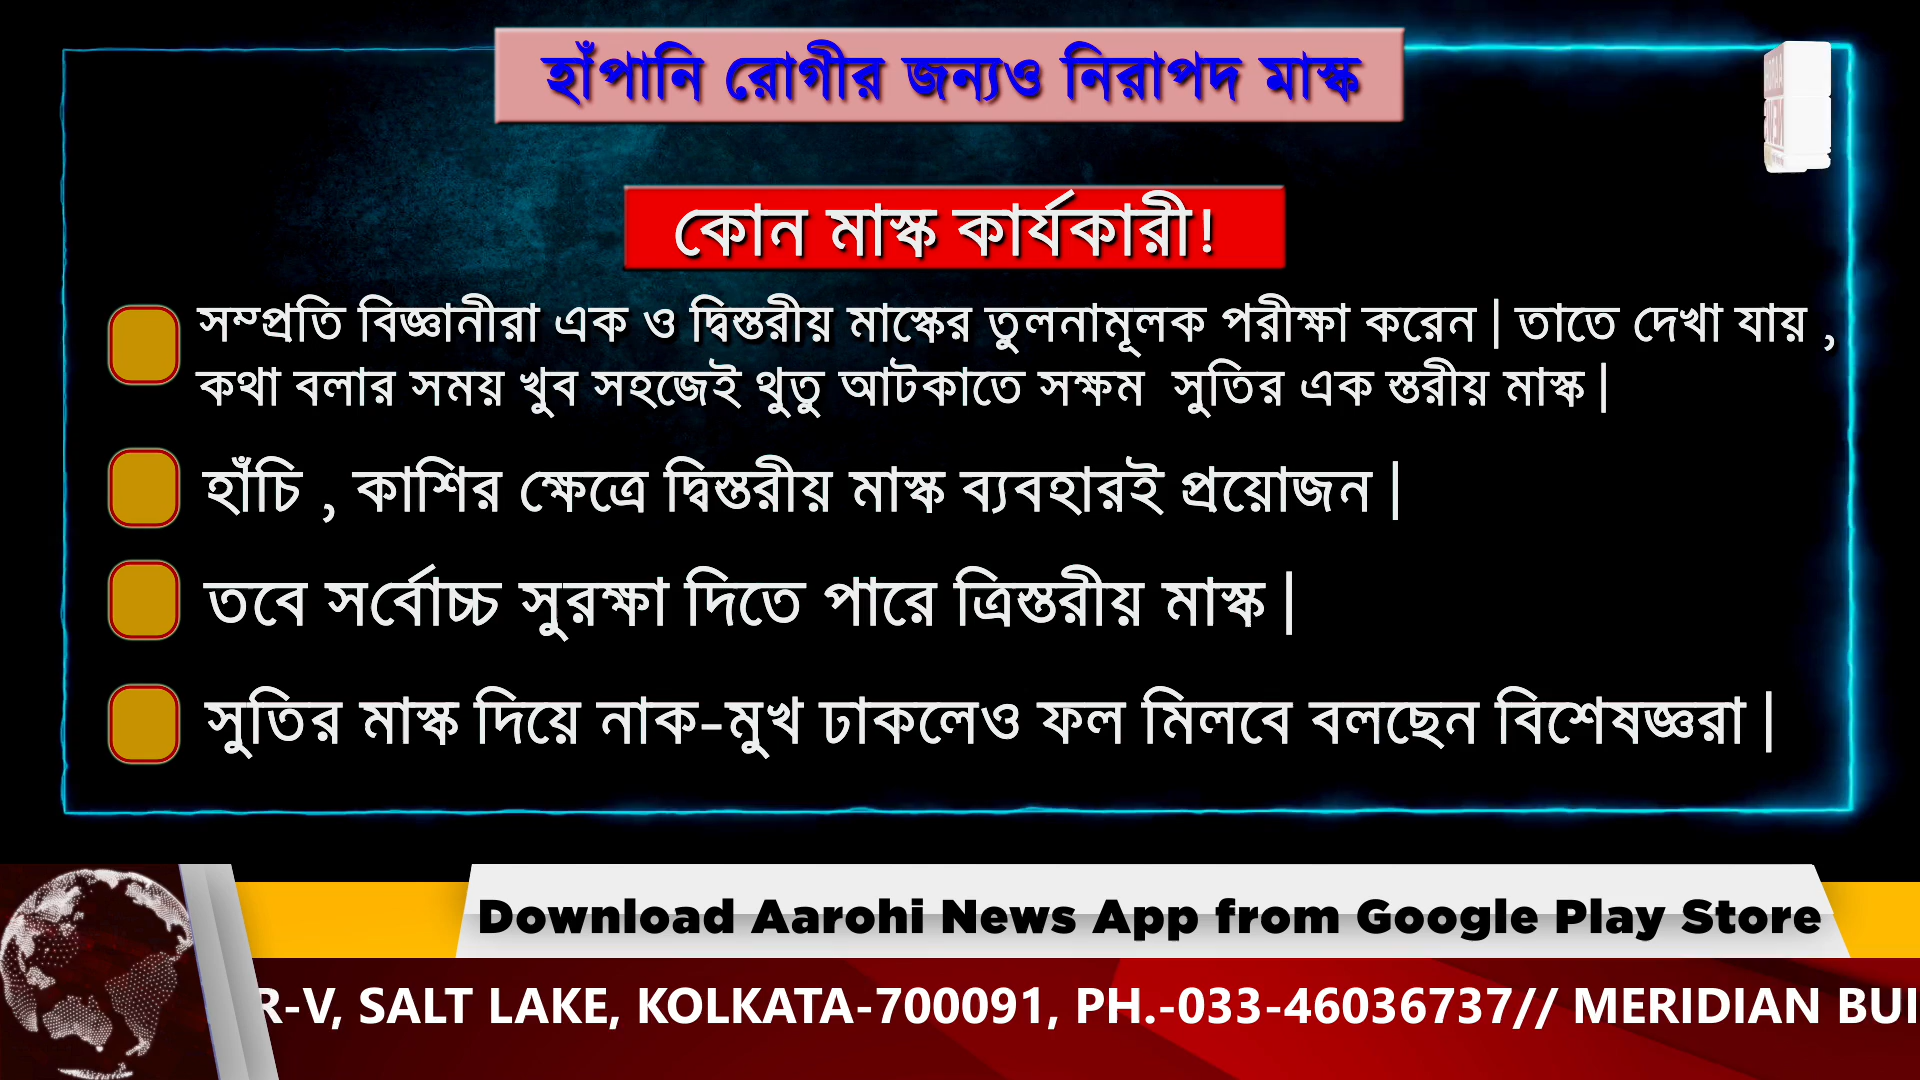 হাঁপানি রোগীর জন্যও নিরাপদ মাস্ক
কোন মাস্ক কার্যকারী!
সম্প্রতি বিজ্ঞানীরা এক ও দ্বিস্তরীয় মাস্কের তুলনামূলক পরীক্ষা করেন | তাতে দেখা যায় ,
কথা বলার সময় খুব সহজেই থুতু আটকাতে সক্ষম সুতির এক স্তরীয় মাস্ক |
হাঁচি , কাশির ক্ষেত্রে দ্বিস্তরীয় মাস্ক ব্যবহারই প্রয়োজন |
তবে সর্বোচ্চ সুরক্ষা দিতে পারে ত্রিস্তরীয় মাস্ক |
সুতির মাস্ক দিয়ে নাক-মুখ ঢাকলেও ফল মিলবে বলছেন বিশেষজ্ঞরা |
Download Aarohi News App from Google Play Store
R-V, SALT LAKE, KOLKATA-700091, PH.-033-46036737// MERIDIAN BUI